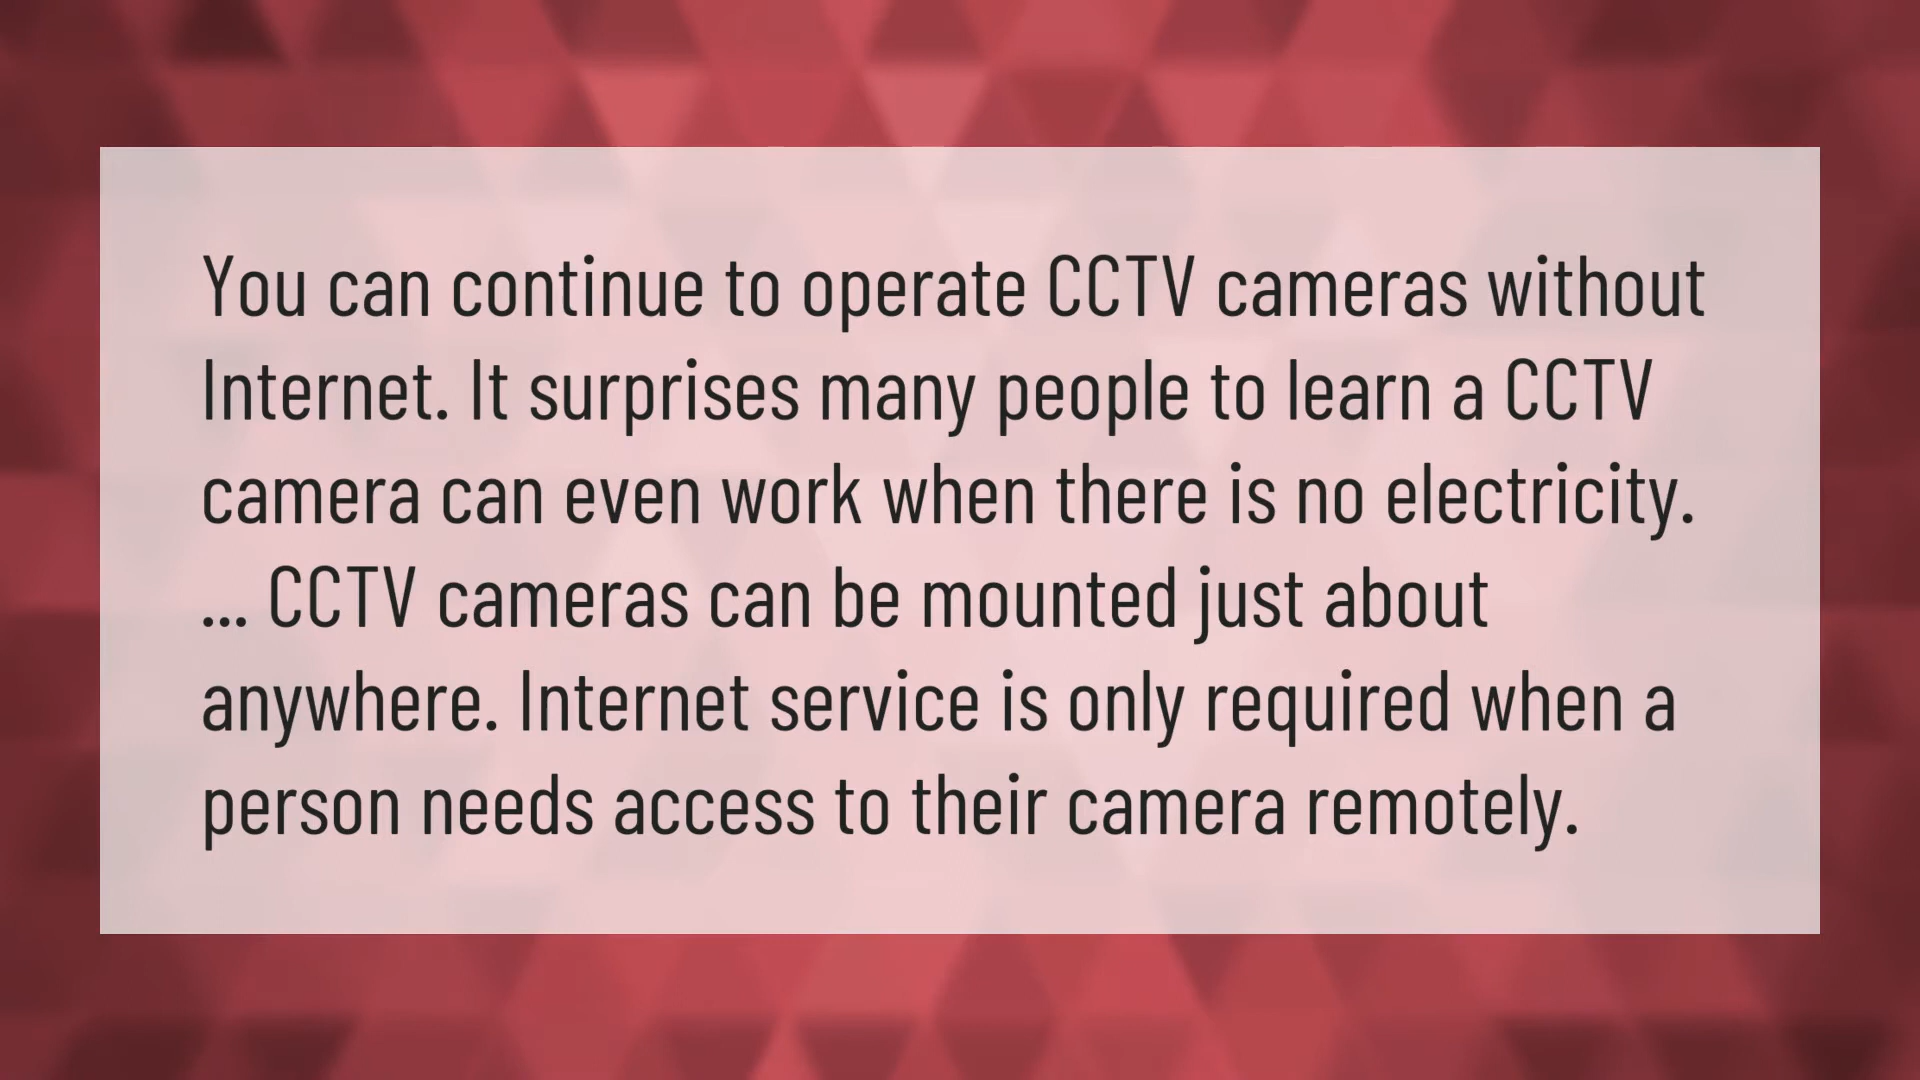 You can continue to operate CCTV cameras without
Internet. It surprises many people to learn a CCTV
camera can even work when there is no electricity.
... CCTV cameras can be mounted just about
anywhere. Internet service is only required when a
person needs access to their camera remotely.